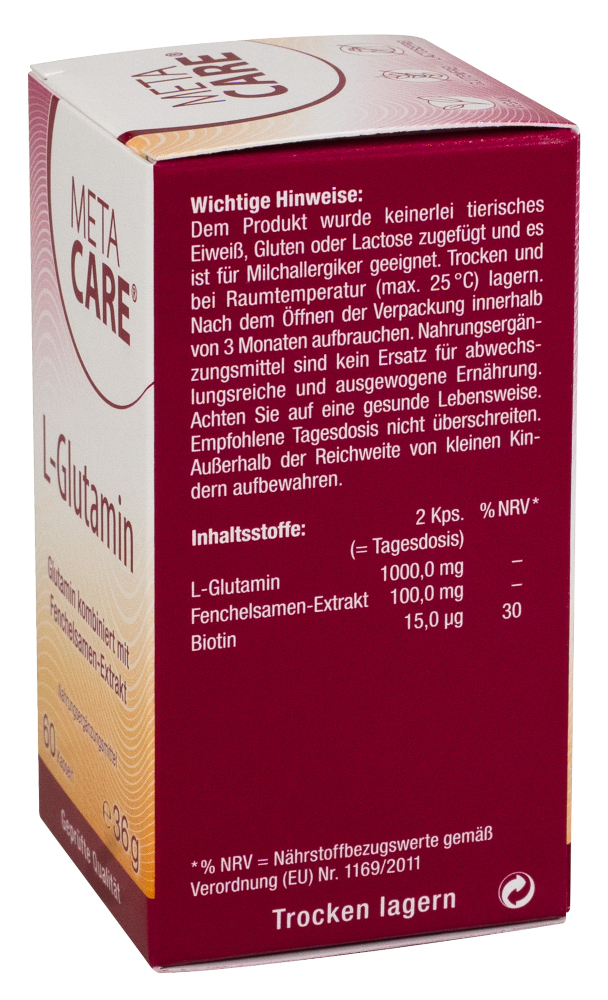 META
CARE®
META
CARE®
L-Glutamin
Glutamin kombiniert mit
Fenchelsamen-Extrakt
Nahrungsergänzungsmittel
60 Kapseln
e 36 g
Geprüfte Qualität
Wichtige Hinweise:
Dem Produkt wurde keinerlei tierisches
Eiweiß, Gluten oder Lactose zugefügt und es
ist für Milchallergiker geeignet. Trocken und
bei Raumtemperatur (max. 25 °C) lagern.
Nach dem Öffnen der Verpackung innerhalb
von 3 Monaten aufbrauchen. Nahrungsergän-
zungsmittel sind kein Ersatz für abwechs-
lungsreiche und ausgewogene Ernährung.
Achten Sie auf eine gesunde Lebensweise.
Empfohlene Tagesdosis nicht überschreiten.
Außerhalb der Reichweite von kleinen Kin-
dern aufbewahren.
Inhaltsstoffe: 2 Kps. % NRV*
(= Tagesdosis)
L-Glutamin 1000,0 mg –
Fenchelsamen-Extrakt 100,0 mg –
Biotin 15,0 µg 30
*% NRV = Nährstoffbezugswerte gemäß
Verordnung (EU) Nr. 1169/2011
Trocken lagern